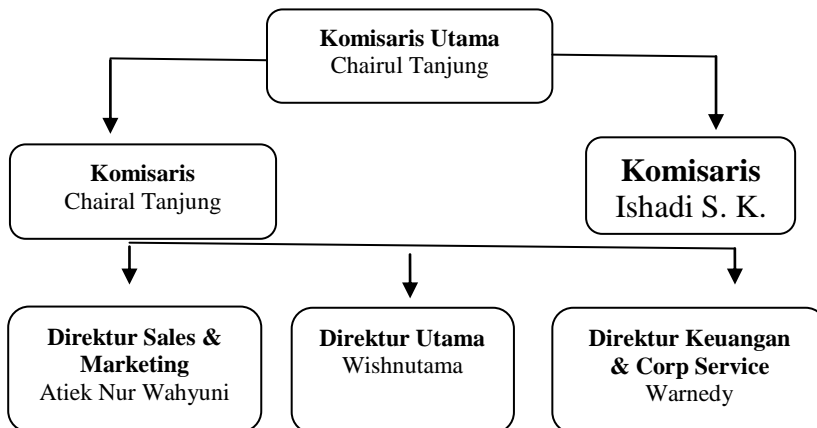 Komisaris Utama
Chairul Tanjung
Komisaris
Chairal Tanjung
Komisaris
Ishadi S. K.
Direktur Sales &
Marketing
Atiek Nur Wahyuni
Direktur Utama
Wishnutama
Direktur Keuangan
& Corp Service
Warnedy